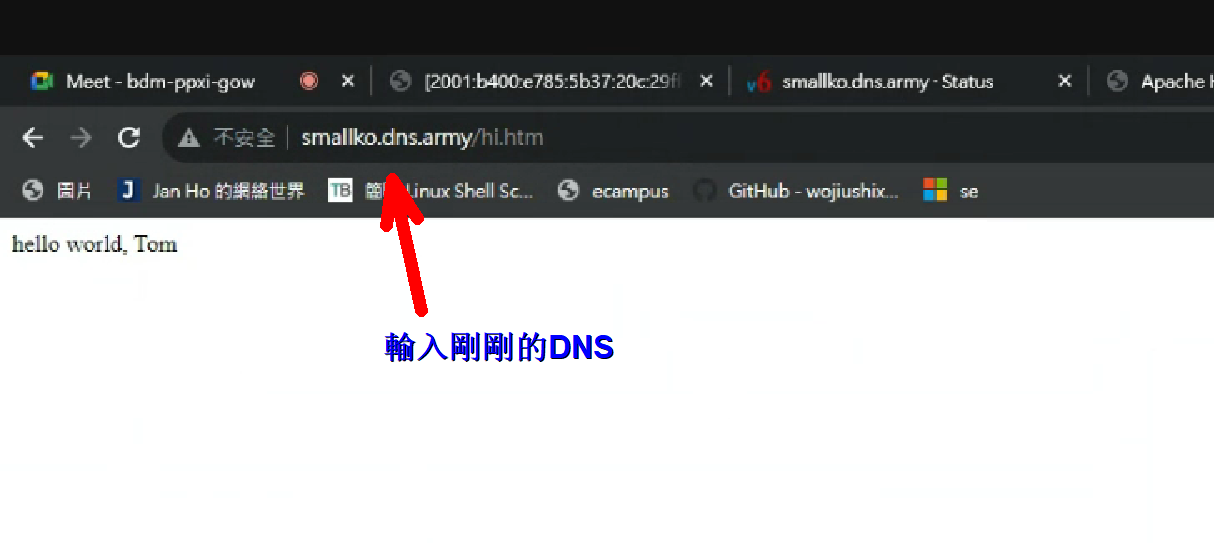 Meet - bdm-ppxi-gow
[2001:b400:e785:5b37:20c:29f
smallko.dns.army - Status
Apache H
不安全 smallko.dns.army/hi.htm
圖片
J Jan Ho 的網絡世界
TB Linux Shell Sc...
ecampus
GitHub - wojiushix...
se
hello world, Tom
輸入剛剛的DNS